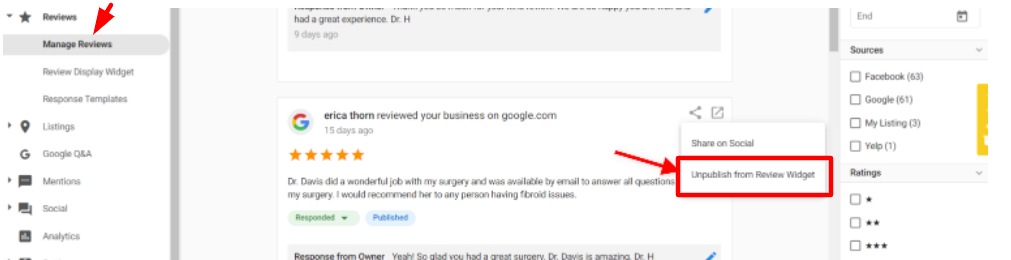 Reviews
Manage Reviews
Review Display Widget
Response Templates
Listings
Google Q&A
Mentions
Social
Analytics
had a great experience. Dr. H
9 days ago
erica thorn reviewed your business on google.com
15 days ago
Dr. Davis did a wonderful job with my surgery and was available by email to answer all questions
my surgery. I would recommend her to any person having fibroid issues.
Responded
Published
Response from Owner Yeah! So glad you had a great surgery. Dr. Davis is amazing. Dr. H
Share on Social
Unpublish from Review Widget
End
Sources
Facebook (63)
Google (61)
My Listing (3)
Yelp (1)
Ratings